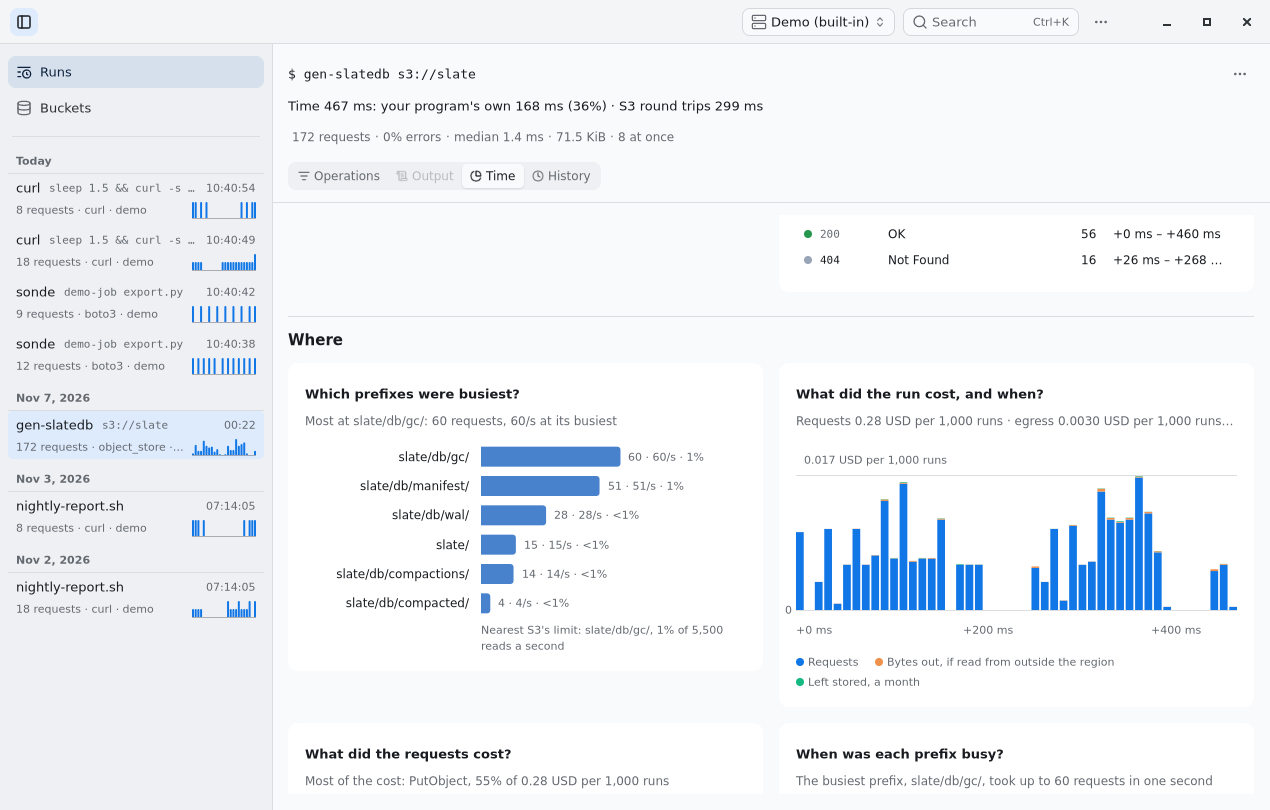 Demo (built-in)
Search Ctrl+K
Runs
Buckets
Today
curl sleep 1.5 && curl -s … 10:40:54
8 requests · curl · demo
curl sleep 1.5 && curl -s … 10:40:49
18 requests · curl · demo
sonde demo-job export.py 10:40:42
9 requests · boto3 · demo
sonde demo-job export.py 10:40:38
12 requests · boto3 · demo
Nov 7, 2026
gen-slatedb s3://slate 00:22
172 requests · object_store ·…
Nov 3, 2026
nightly-report.sh 07:14:05
8 requests · curl · demo
Nov 2, 2026
nightly-report.sh 07:14:05
18 requests · curl · demo
$ gen-slatedb s3://slate
Time 467 ms: your program's own 168 ms (36%) · S3 round trips 299 ms
172 requests · 0% errors · median 1.4 ms · 71.5 KiB · 8 at once
Operations Output Time History
200 OK 56 +0 ms – +460 ms
404 Not Found 16 +26 ms – +268 …
Where
Which prefixes were busiest?
Most at slate/db/gc/: 60 requests, 60/s at its busiest
slate/db/gc/ 60 · 60/s · 1%
slate/db/manifest/ 51 · 51/s · 1%
slate/db/wal/ 28 · 28/s · <1%
slate/ 15 · 15/s · <1%
slate/db/compactions/ 14 · 14/s · <1%
slate/db/compacted/ 4 · 4/s · <1%
Nearest S3's limit: slate/db/gc/, 1% of 5,500
reads a second
What did the run cost, and when?
Requests 0.28 USD per 1,000 runs · egress 0.0030 USD per 1,000 runs…
0.017 USD per 1,000 runs
0
+0 ms +200 ms +400 ms
Requests Bytes out, if read from outside the region
Left stored, a month
What did the requests cost?
Most of the cost: PutObject, 55% of 0.28 USD per 1,000 runs
When was each prefix busy?
The busiest prefix, slate/db/gc/, took up to 60 requests in one second